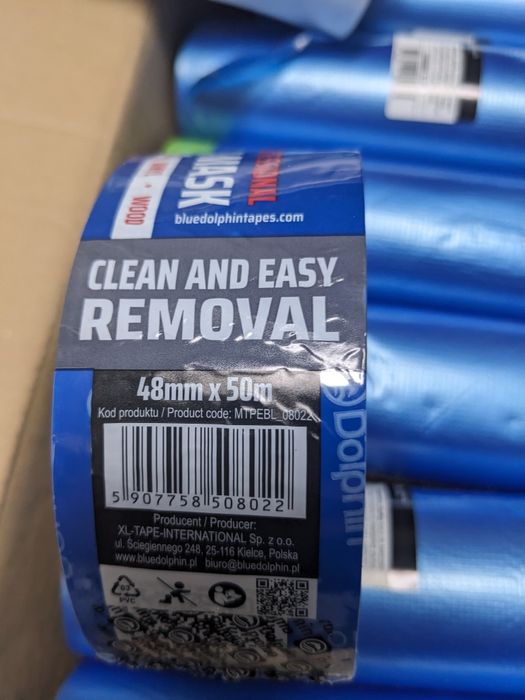 WOOD
MASK
bluedolphintapes.com
CLEAN AND EASY
REMOVAL
48mm x 50m
Kod produktu / Product code: MTPEBL_08022
5 907758 508022
Producent / Producer:
XL-TAPE-INTERNATIONAL Sp. z o.o.
ul. Ściegiennego 248, 25-116 Kielce, Polska
www.bluedolphin.pl biuro@bluedolphin.pl
03
PVC
Dolphin